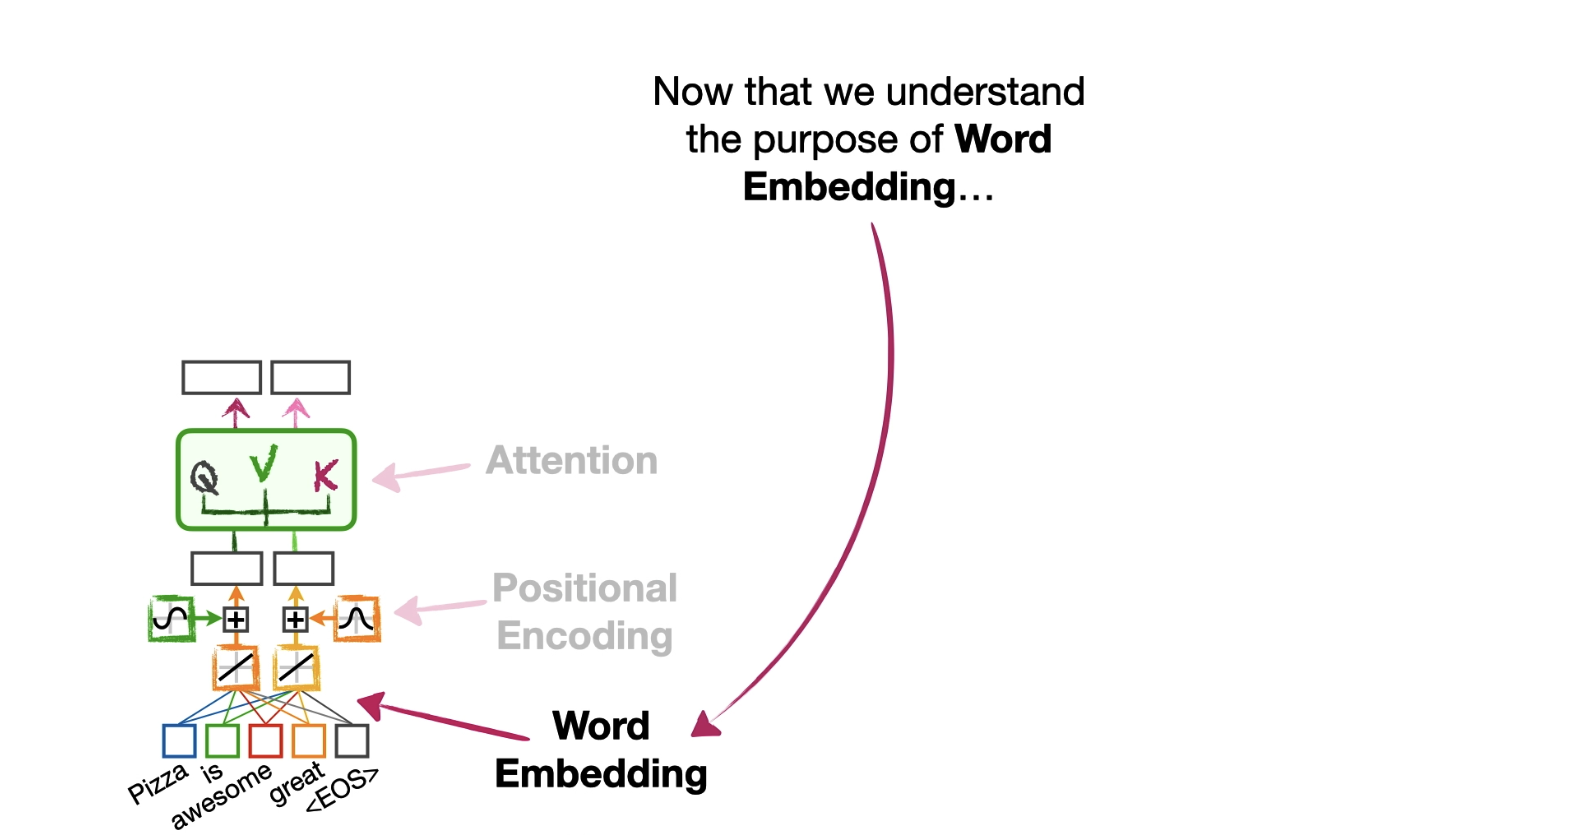 Now that we understand
the purpose of Word
Embedding…
Q V K
Attention
Positional
Encoding
Word
Embedding
Pizza is awesome great <EOS>